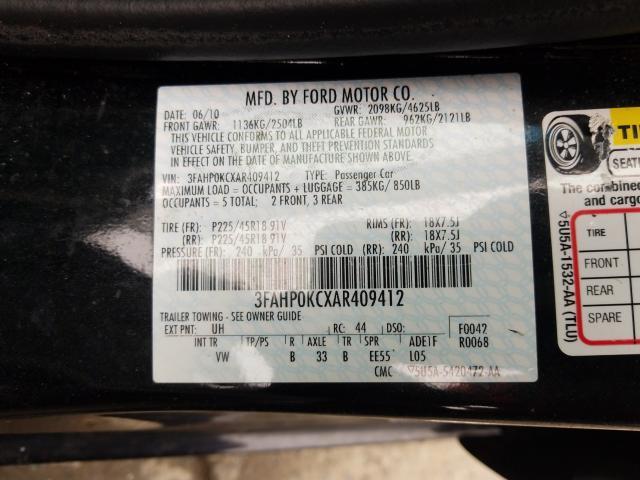 MFD. BY FORD MOTOR CO.
DATE: 06/10 GVWR: 2098KG/4625LB
FRONT GAWR: 1136KG/2504LB REAR GAWR: 962KG/2121LB
THIS VEHICLE CONFORMS TO ALL APPLICABLE FEDERAL MOTOR
VEHICLE SAFETY, BUMPER, AND THEFT PREVENTION STANDARDS
IN EFFECT ON THE DATE OF MANUFACTURE SHOWN ABOVE.
VIN: 3FAHP0KCXAR409412 TYPE: Passenger Car
MAXIMUM LOAD = OCCUPANTS + LUGGAGE = 385KG/850LB
OCCUPANTS = 5 TOTAL; 2 FRONT, 3 REAR
TIRE (FR): P225/45R18 91V RIMS (FR): 18X7.5J
(RR): P225/45R18 91V (RR): 18X7.5J
PRESSURE (FR): 240 kPa/35 PSI COLD (RR): 240 kPa/35 PSI COLD
3FAHP0KCXAR409412
TRAILER TOWING - SEE OWNER GUIDE
EXT PNT: UH RC: 44 DSO: F0042
INT TR TP/PS R AXLE TR SPR ADE1F R0068
VW B 33 B EE55 L05
CMC 5U5A-5420472-AA
TI
SEATI
The combined
and cargo
TIRE
FRONT
REAR
SPARE
5U5A-1532-AA (TLU)